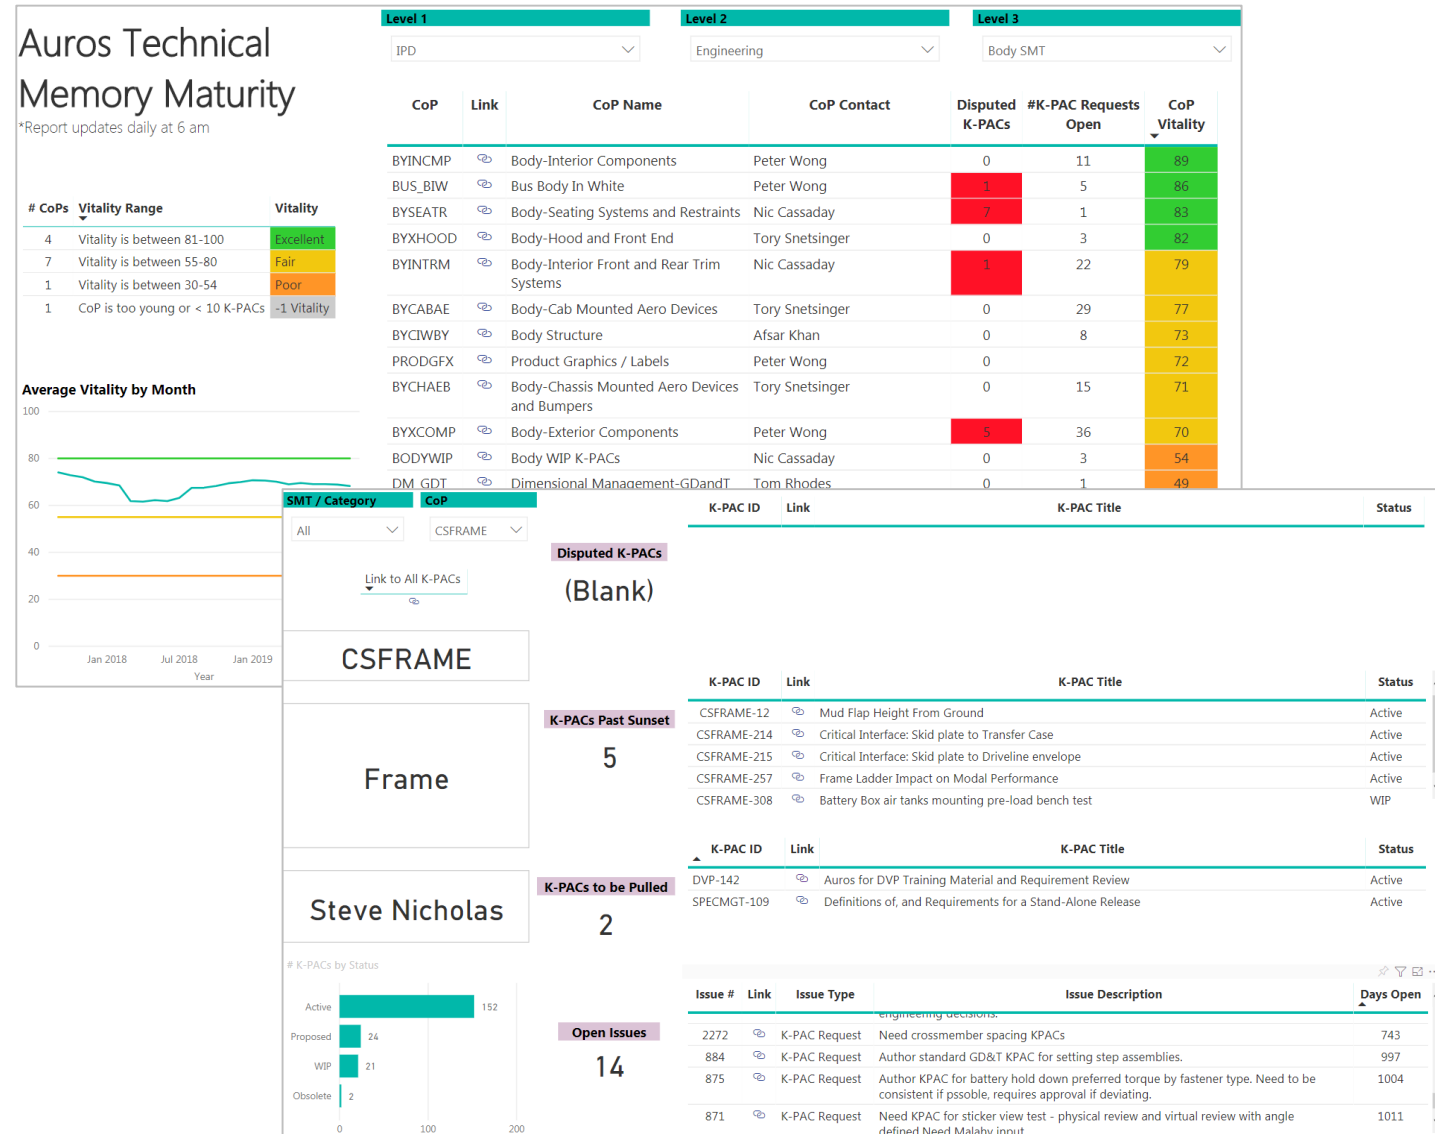 Auros Technical
Memory Maturity
*Report updates daily at 6 am
Level 1
Level 2
Level 3
IPD
Engineering
Body SMT
# CoPs Vitality Range Vitality
4 Vitality is between 81-100 Excellent
7 Vitality is between 55-80 Fair
1 Vitality is between 30-54 Poor
1 CoP is too young or < 10 K-PACs -1 Vitality
CoP Link CoP Name CoP Contact Disputed K-PACs #K-PAC Requests Open CoP Vitality
BYINCMP Body-Interior Components Peter Wong 0 11 89
BUS_BIW Bus Body In White Peter Wong 1 5 86
BYSEATR Body-Seating Systems and Restraints Nic Cassaday 7 1 83
BYXHOOD Body-Hood and Front End Tory Snetsinger 0 3 82
BYINTRM Body-Interior Front and Rear Trim Nic Cassaday 1 22 79
Systems
BYCABAE Body-Cab Mounted Aero Devices Tory Snetsinger 0 29 77
BYCIWBY Body Structure Afsar Khan 0 8 73
PRODGFX Product Graphics / Labels Peter Wong 0 72
BYCHAEB Body-Chassis Mounted Aero Devices Tory Snetsinger 0 15 71
and Bumpers
BYXCOMP Body-Exterior Components Peter Wong 5 36 70
BODYWIP Body WIP K-PACs Nic Cassaday 0 3 54
DM_GDT Dimensional Management-GDandT Tom Rhodes 0 1 49
Average Vitality by Month
100
80
60
40
20
0
Jan 2018 Jul 2018 Jan 2019
Year
SMT / Category
CoP
All
CSFRAME
Link to All K-PACs
CSFRAME
Frame
Steve Nicholas
# K-PACs by Status
Active 152
Proposed 24
WIP 21
Obsolete 2
0 100 200
Disputed K-PACs
(Blank)
K-PAC ID Link K-PAC Title Status
K-PACs Past Sunset
5
K-PAC ID Link K-PAC Title Status
CSFRAME-12 Mud Flap Height From Ground Active
CSFRAME-214 Critical Interface: Skid plate to Transfer Case Active
CSFRAME-215 Critical Interface: Skid plate to Driveline envelope Active
CSFRAME-257 Frame Ladder Impact on Modal Performance Active
CSFRAME-308 Battery Box air tanks mounting pre-load bench test WIP
K-PACs to be Pulled
2
K-PAC ID Link K-PAC Title Status
DVP-142 Auros for DVP Training Material and Requirement Review Active
SPECMGT-109 Definitions of, and Requirements for a Stand-Alone Release Active
Open Issues
14
Issue # Link Issue Type Issue Description Days Open
engineering decisions.
2272 K-PAC Request Need crossmember spacing KPACs 743
884 K-PAC Request Author standard GD&T KPAC for setting step assemblies. 997
875 K-PAC Request Author KPAC for battery hold down preferred torque by fastener type. Need to be 1004
consistent if pssoble, requires approval if deviating.
871 K-PAC Request Need KPAC for sticker view test - physical review and virtual review with angle 1011
defined Need Malahy input